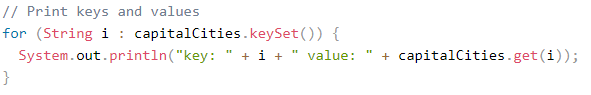 // Print keys and values
for (String i : capitalCities.keySet()) {
  System.out.println("key: " + i + " value: " + capitalCities.get(i));
}